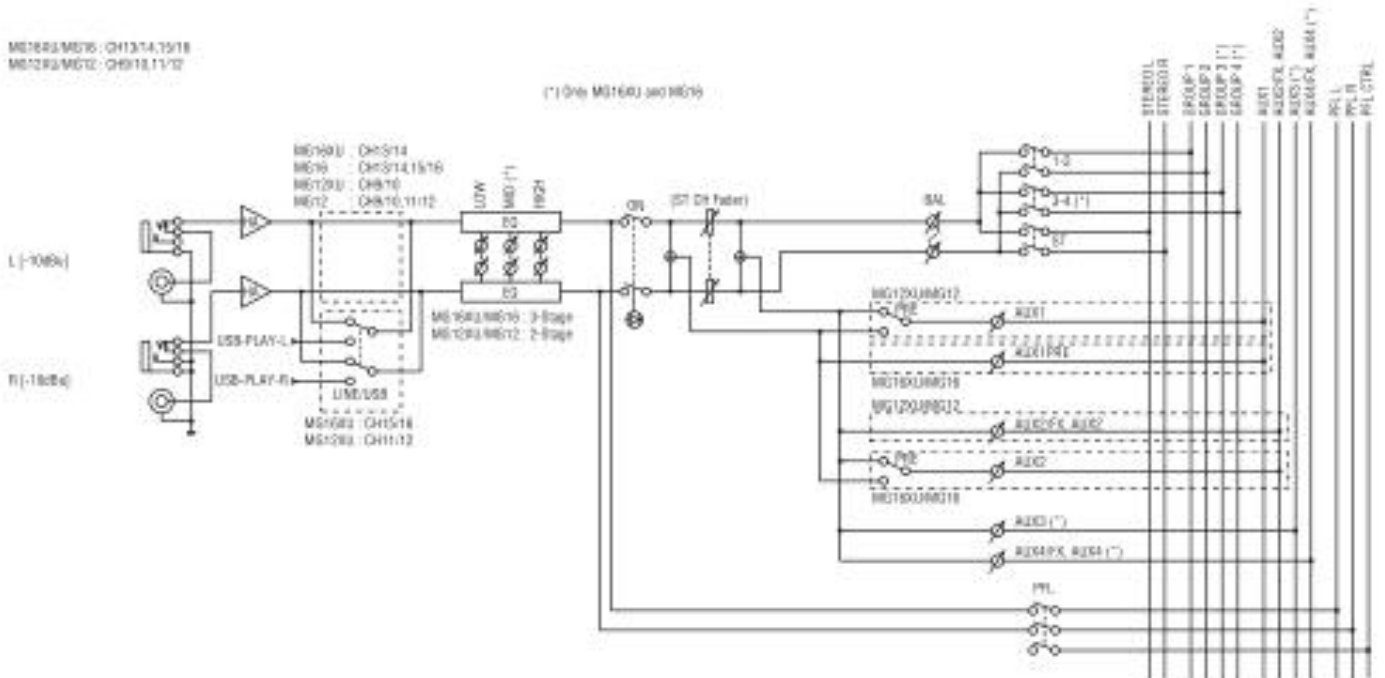 MG16XU/MG16 : CH13/14,15/16
MG12XU/MG12 : CH9/10,11/12
(*) Only MG16XU and MG16
MG16XU : CH13/14
MG16 : CH13/14,15/16
MG12XU : CH9/10
MG12 : CH9/10,11/12
LOW
MID (*)
HIGH
EQ
EQ
MG16XU/MG16 : 3-Stage
MG12XU/MG12 : 2-Stage
L [-10dBu]
R [-10dBu]
USB-PLAY-L
USB-PLAY-R
LINE/USB
MG16XU : CH15/16
MG12XU : CH11/12
ON
(ST CH Fader)
BAL
1-2
3-4 (*)
ST
STEREO L
STEREO R
GROUP 1
GROUP 2
GROUP 3 (*)
GROUP 4 (*)
AUX1
AUX2/FX, AUX2
AUX3 (*)
AUX4/FX, AUX4 (*)
PFL L
PFL R
PFL CTRL
MG12XU/MG12
PRE
AUX1
AUX1 PRE
MG16XU/MG16
MG12XU/MG12
AUX2/FX, AUX2
PRE
AUX2
MG16XU/MG16
AUX3 (*)
AUX4/FX, AUX4 (*)
PFL